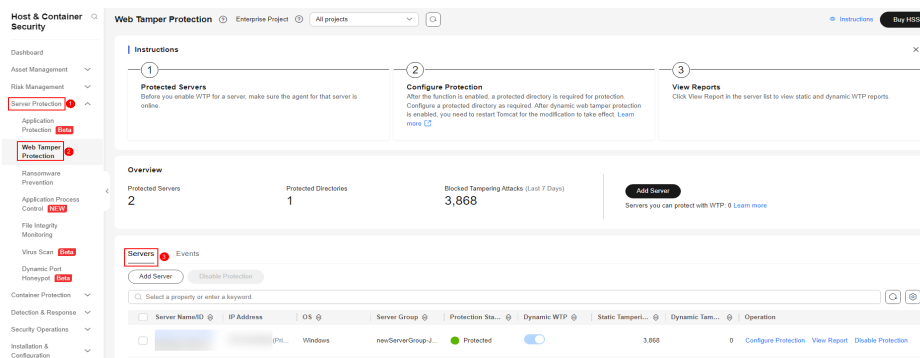 Host & Container
Security
Web Tamper Protection
Enterprise Project
All projects
Instructions
Buy HSS
Dashboard
Asset Management
Risk Management
Server Protection 1
Application
Protection Beta
Web Tamper
Protection 2
Ransomware
Prevention
Application Process
Control NEW
File Integrity
Monitoring
Virus Scan Beta
Dynamic Port
Honeypot Beta
Container Protection
Detection & Response
Security Operations
Installation &
Configuration
Instructions
1
Protected Servers
Before you enable WTP for a server, make sure the agent for that server is
online.
2
Configure Protection
After the function is enabled, a protected directory is required for protection.
Configure a protected directory as required. After dynamic web tamper protection
is enabled, you need to restart Tomcat for the modification to take effect. Learn
more
3
View Reports
Click View Report in the server list to view static and dynamic WTP reports.
Overview
Protected Servers
2
Protected Directories
1
Blocked Tampering Attacks (Last 7 Days)
3,868
Add Server
Servers you can protect with WTP: 0 Learn more
Servers 3 Events
Add Server Disable Protection
Select a property or enter a keyword.
Server Name/ID IP Address OS Server Group Protection Sta... Dynamic WTP Static Tamperi... Dynamic Tam... Operation
(Pri... Windows newServerGroup-J... Protected 3,868 0 Configure Protection View Report Disable Protection